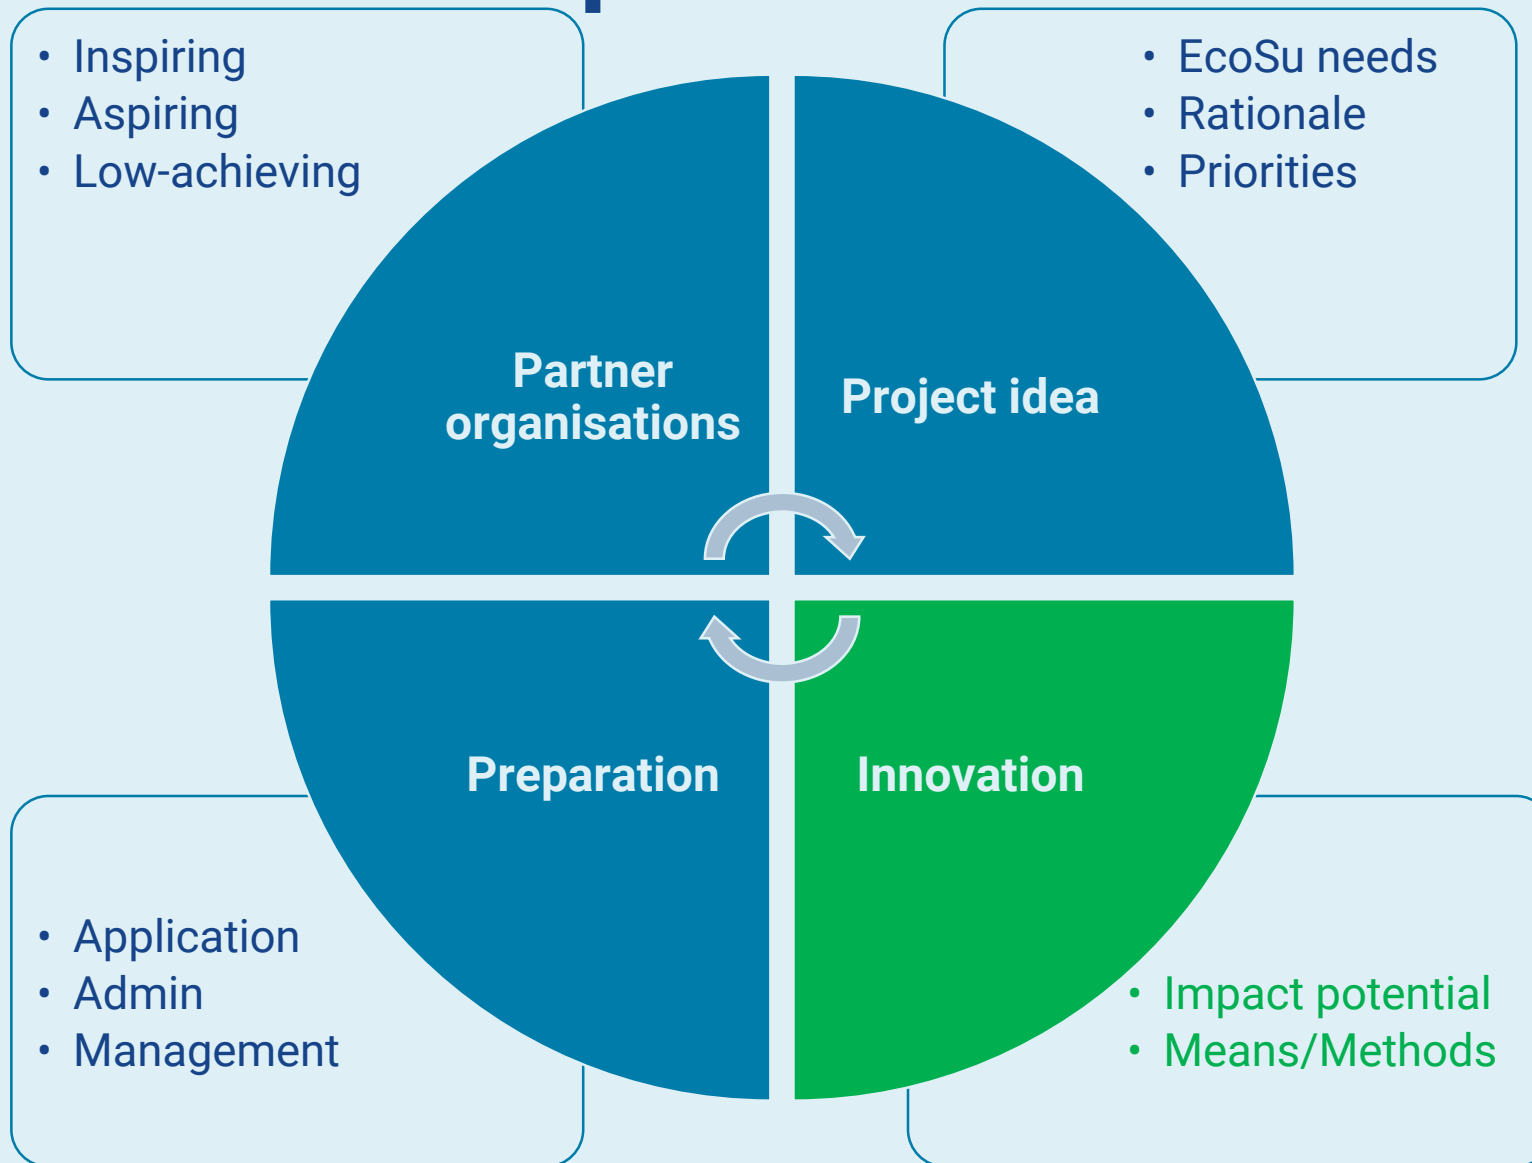 • Inspiring
• Aspiring
• Low-achieving
• EcoSu needs
• Rationale
• Priorities
Partner
organisations
Project idea
Preparation
Innovation
• Application
• Admin
• Management
• Impact potential
• Means/Methods